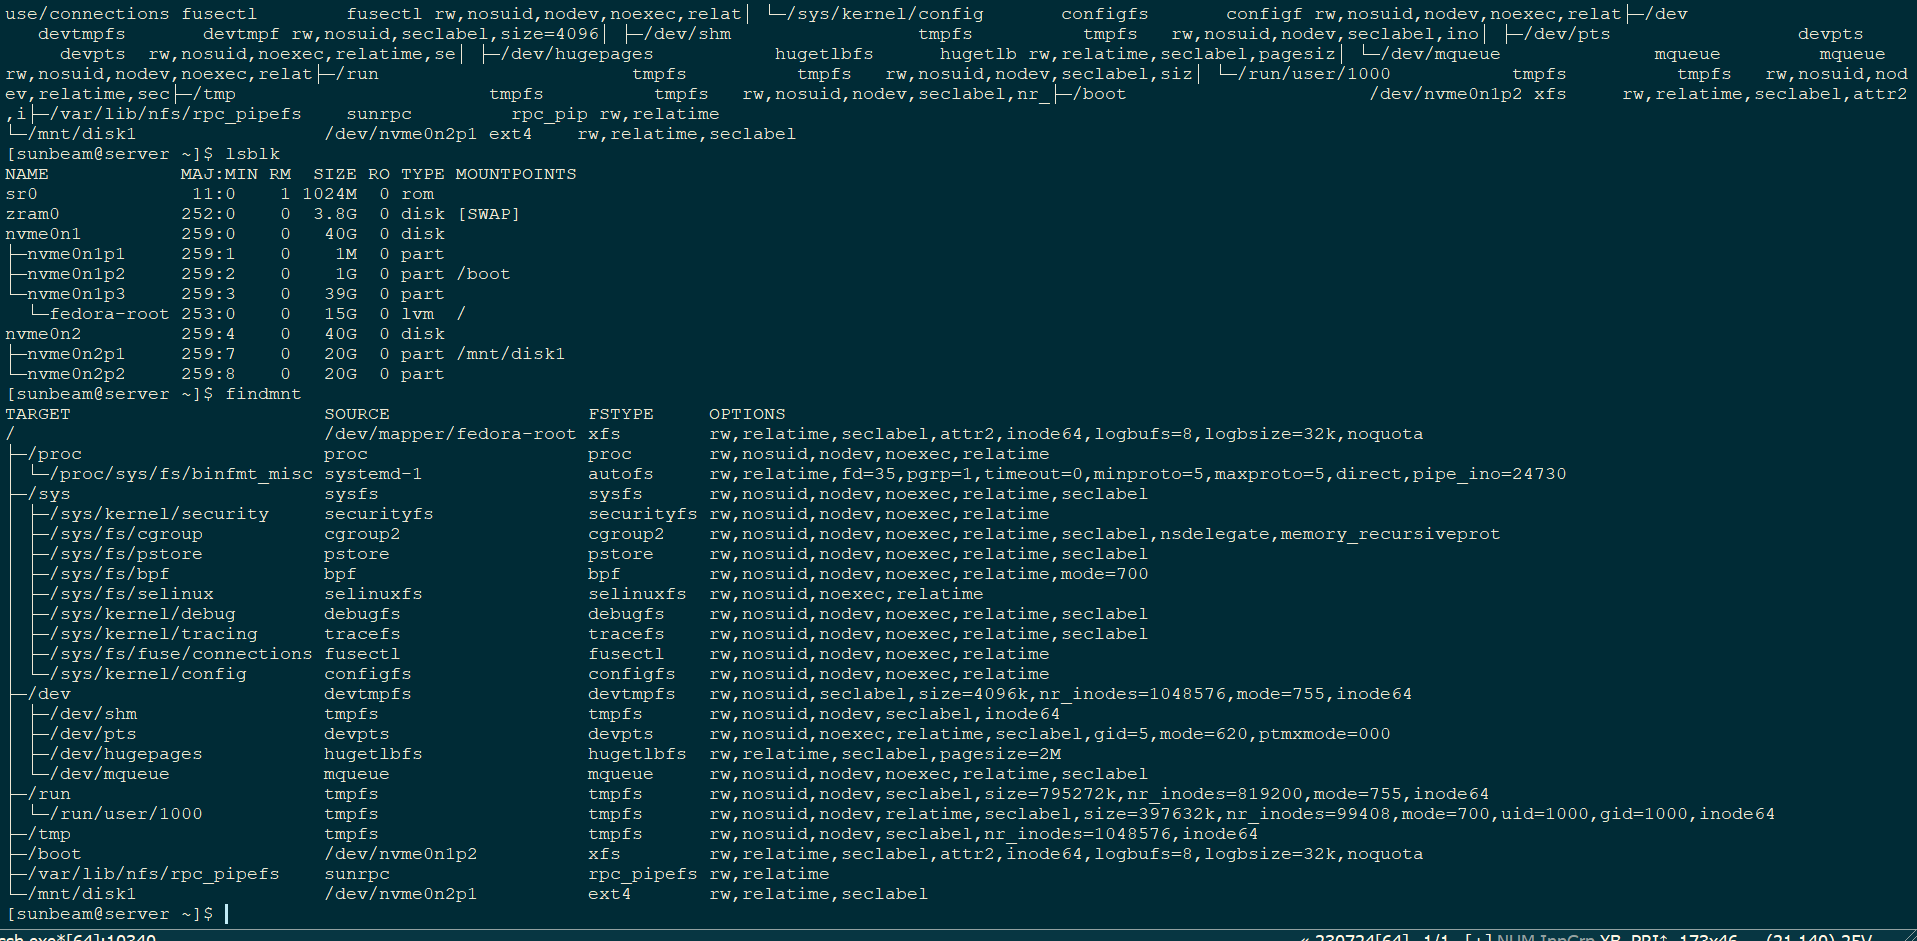 use/connections fusectl        fusectl rw,nosuid,nodev,noexec,relat│ └─/sys/kernel/config       configfs       configf rw,nosuid,nodev,noexec,relat├─/dev
   devtmpfs       devtmpf rw,nosuid,seclabel,size=4096│ ├─/dev/shm                 tmpfs          tmpfs   rw,nosuid,nodev,seclabel,ino│ ├─/dev/pts                 devpts
     devpts  rw,nosuid,noexec,relatime,se│ ├─/dev/hugepages           hugetlbfs      hugetlb rw,relatime,seclabel,pagesiz│ └─/dev/mqueue              mqueue         mqueue
rw,nosuid,nodev,noexec,relat├─/run                       tmpfs          tmpfs   rw,nosuid,nodev,seclabel,siz│ └─/run/user/1000           tmpfs          tmpfs   rw,nosuid,nod
ev,relatime,sec├─/tmp                       tmpfs          tmpfs   rw,nosuid,nodev,seclabel,nr_├─/boot                      /dev/nvme0n1p2 xfs     rw,relatime,seclabel,attr2
,i├─/var/lib/nfs/rpc_pipefs    sunrpc         rpc_pip rw,relatime
└─/mnt/disk1                 /dev/nvme0n2p1 ext4    rw,relatime,seclabel
[sunbeam@server ~]$ lsblk
NAME            MAJ:MIN RM  SIZE RO TYPE MOUNTPOINTS
sr0              11:0    1 1024M  0 rom
zram0           252:0    0  3.8G  0 disk [SWAP]
nvme0n1         259:0    0   40G  0 disk
├─nvme0n1p1     259:1    0    1M  0 part
├─nvme0n1p2     259:2    0    1G  0 part /boot
└─nvme0n1p3     259:3    0   39G  0 part
  └─fedora-root 253:0    0   15G  0 lvm  /
nvme0n2         259:4    0   40G  0 disk
├─nvme0n2p1     259:7    0   20G  0 part /mnt/disk1
└─nvme0n2p2     259:8    0   20G  0 part
[sunbeam@server ~]$ findmnt
TARGET                       SOURCE                  FSTYPE     OPTIONS
/                            /dev/mapper/fedora-root xfs        rw,relatime,seclabel,attr2,inode64,logbufs=8,logbsize=32k,noquota
├─/proc                      proc                    proc       rw,nosuid,nodev,noexec,relatime
│ └─/proc/sys/fs/binfmt_misc systemd-1               autofs     rw,relatime,fd=35,pgrp=1,timeout=0,minproto=5,maxproto=5,direct,pipe_ino=24730
├─/sys                       sysfs                   sysfs      rw,nosuid,nodev,noexec,relatime,seclabel
│ ├─/sys/kernel/security     securityfs              securityfs rw,nosuid,nodev,noexec,relatime
│ ├─/sys/fs/cgroup           cgroup2                 cgroup2    rw,nosuid,nodev,noexec,relatime,seclabel,nsdelegate,memory_recursiveprot
│ ├─/sys/fs/pstore           pstore                  pstore     rw,nosuid,nodev,noexec,relatime,seclabel
│ ├─/sys/fs/bpf              bpf                     bpf        rw,nosuid,nodev,noexec,relatime,mode=700
│ ├─/sys/fs/selinux          selinuxfs               selinuxfs  rw,nosuid,noexec,relatime
│ ├─/sys/kernel/debug        debugfs                 debugfs    rw,nosuid,nodev,noexec,relatime,seclabel
│ ├─/sys/kernel/tracing      tracefs                 tracefs    rw,nosuid,nodev,noexec,relatime,seclabel
│ ├─/sys/fs/fuse/connections fusectl                 fusectl    rw,nosuid,nodev,noexec,relatime
│ └─/sys/kernel/config       configfs                configfs   rw,nosuid,nodev,noexec,relatime
├─/dev                       devtmpfs                devtmpfs   rw,nosuid,seclabel,size=4096k,nr_inodes=1048576,mode=755,inode64
│ ├─/dev/shm                 tmpfs                   tmpfs      rw,nosuid,nodev,seclabel,inode64
│ ├─/dev/pts                 devpts                  devpts     rw,nosuid,noexec,relatime,seclabel,gid=5,mode=620,ptmxmode=000
│ ├─/dev/hugepages           hugetlbfs               hugetlbfs  rw,relatime,seclabel,pagesize=2M
│ └─/dev/mqueue              mqueue                  mqueue     rw,nosuid,nodev,noexec,relatime,seclabel
├─/run                       tmpfs                   tmpfs      rw,nosuid,nodev,seclabel,size=795272k,nr_inodes=819200,mode=755,inode64
│ └─/run/user/1000           tmpfs                   tmpfs      rw,nosuid,nodev,relatime,seclabel,size=397632k,nr_inodes=99408,mode=700,uid=1000,gid=1000,inode64
├─/tmp                       tmpfs                   tmpfs      rw,nosuid,nodev,seclabel,nr_inodes=1048576,inode64
├─/boot                      /dev/nvme0n1p2          xfs        rw,relatime,seclabel,attr2,inode64,logbufs=8,logbsize=32k,noquota
├─/var/lib/nfs/rpc_pipefs    sunrpc                  rpc_pipefs rw,relatime
└─/mnt/disk1                 /dev/nvme0n2p1          ext4       rw,relatime,seclabel
[sunbeam@server ~]$
ssh.exe*[64]:10340 « 230724[64] 1/1 [+] NUM